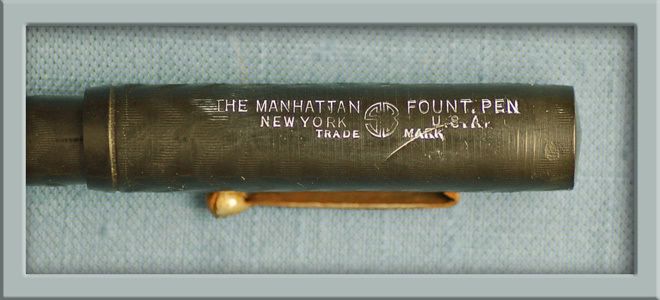 THE MANHATTAN FOUNT. PEN
NEW YORK U.S.A.
TRADE MARK